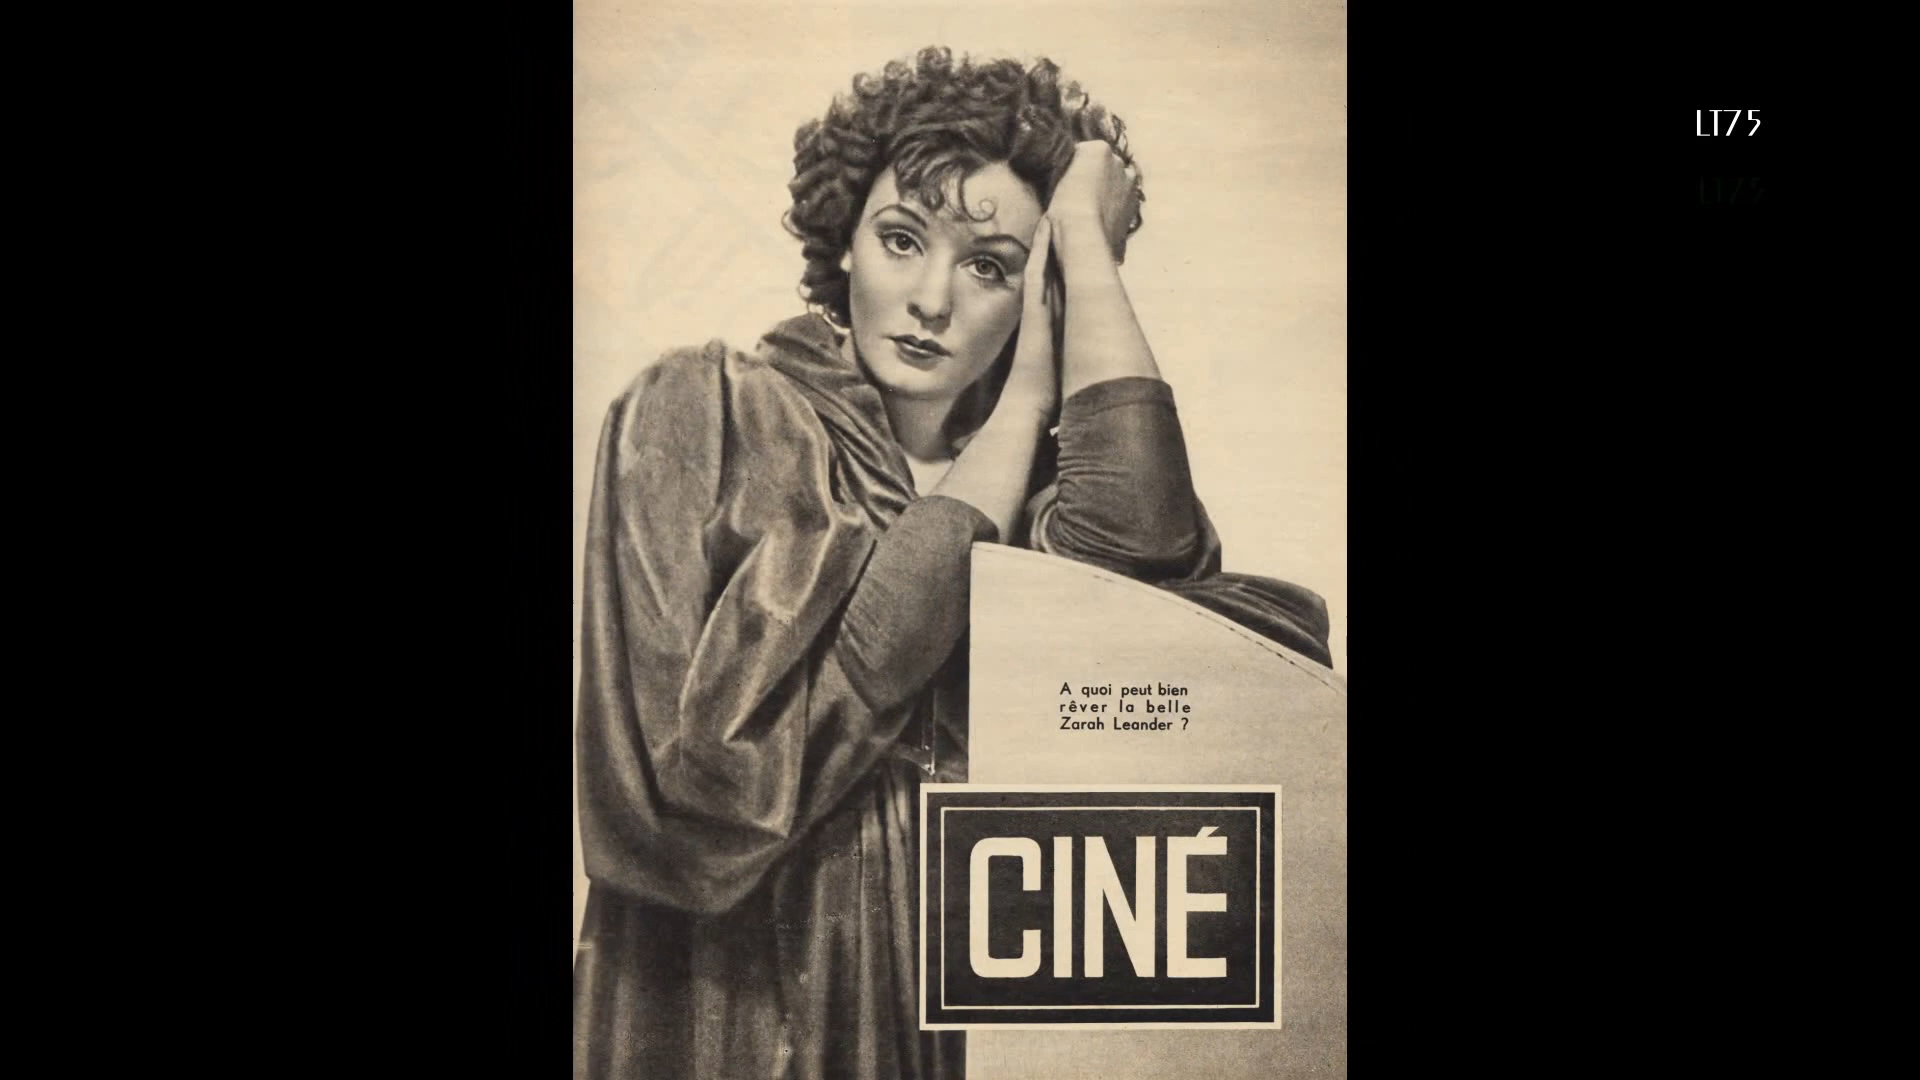 LT75
A quoi peut bien
rêver la belle
Zarah Leander ?
CINÉ